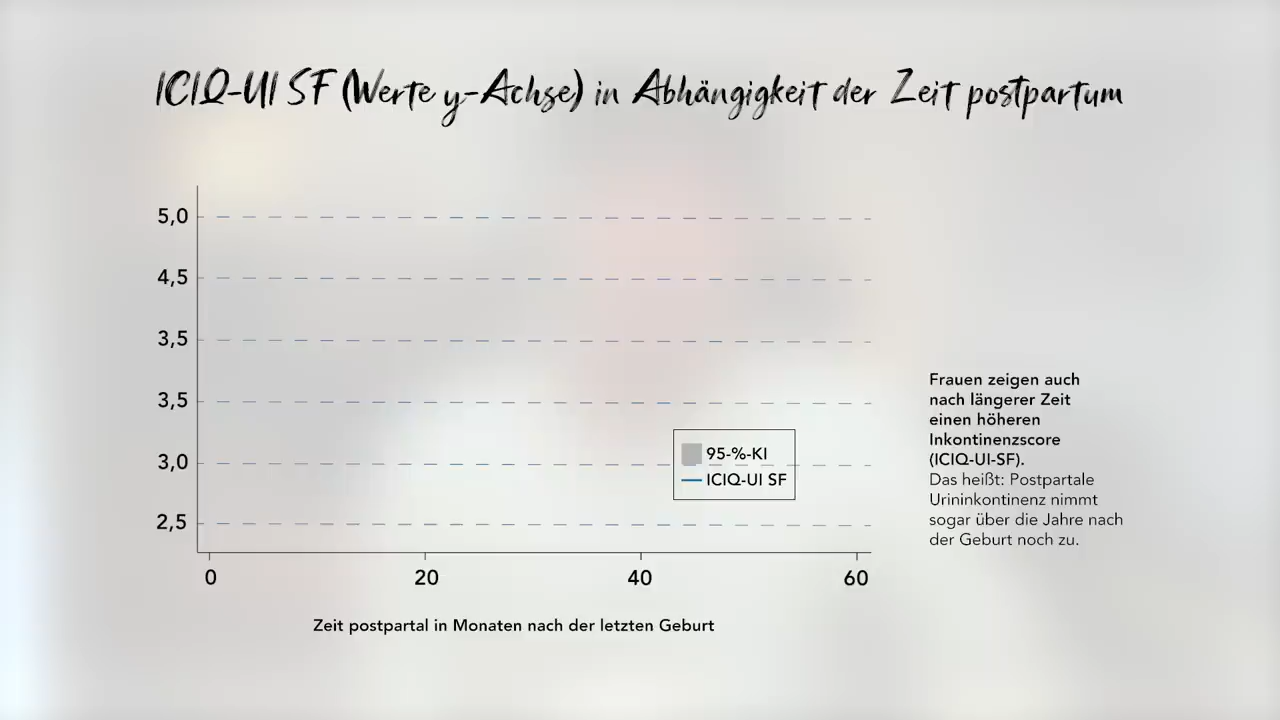 ICIQ-UI SF (Werte y-Achse) in Abhängigkeit der Zeit postpartum
5,0
4,5
3,5
3,5
3,0
2,5
95-%-KI
ICIQ-UI SF
0 20 40 60
Zeit postpartal in Monaten nach der letzten Geburt
Frauen zeigen auch
nach längerer Zeit
einen höheren
Inkontinenzscore
(ICIQ-UI-SF).
Das heißt: Postpartale
Urininkontinenz nimmt
sogar über die Jahre nach
der Geburt noch zu.